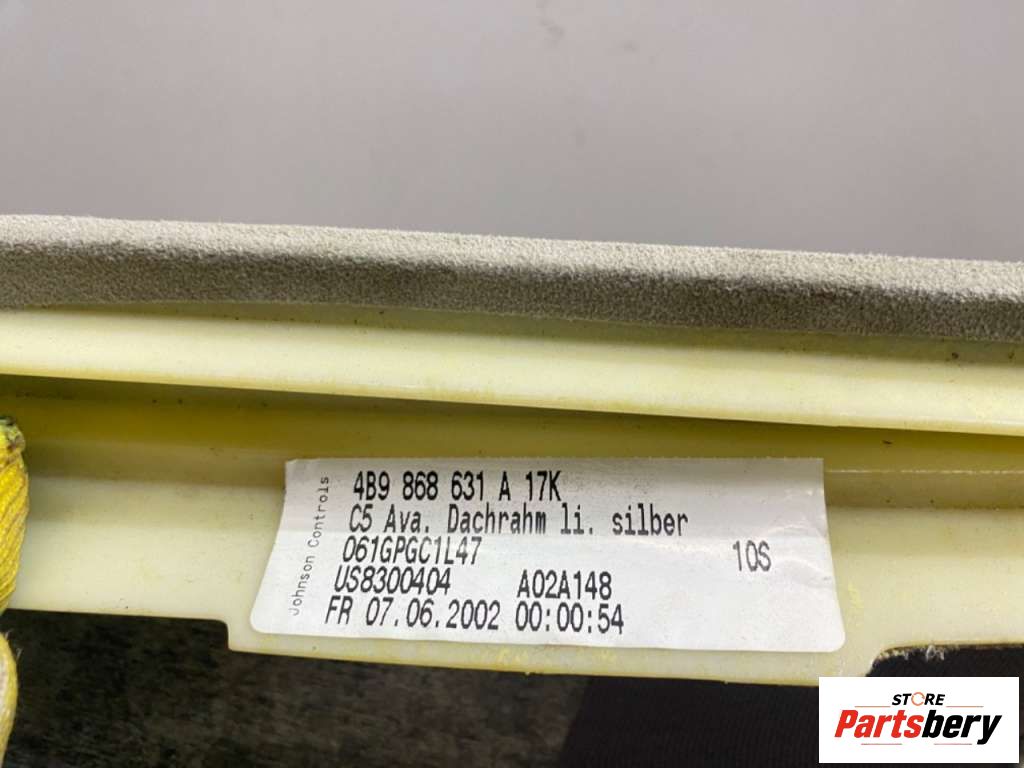 Johnson Controls
4B9 868 631 A 17K
C5 Ava. Dachrahm li. silber
061GPGC1L47 10S
US8300404 A02A148
FR 07.06.2002 00:00:54
STORE
Partsbery